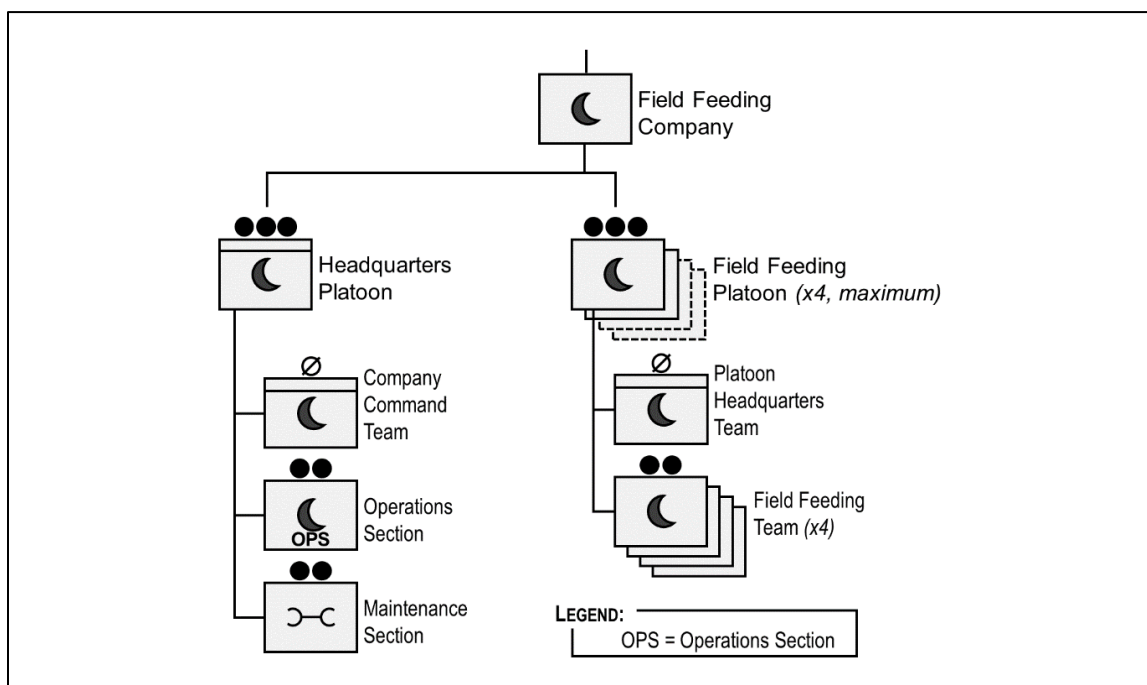 Field Feeding
Company
Headquarters
Platoon
Field Feeding
Platoon (x4, maximum)
Company
Command
Team
Platoon
Headquarters
Team
OPS
Operations
Section
Field Feeding
Team (x4)
Maintenance
Section
LEGEND:
OPS = Operations Section